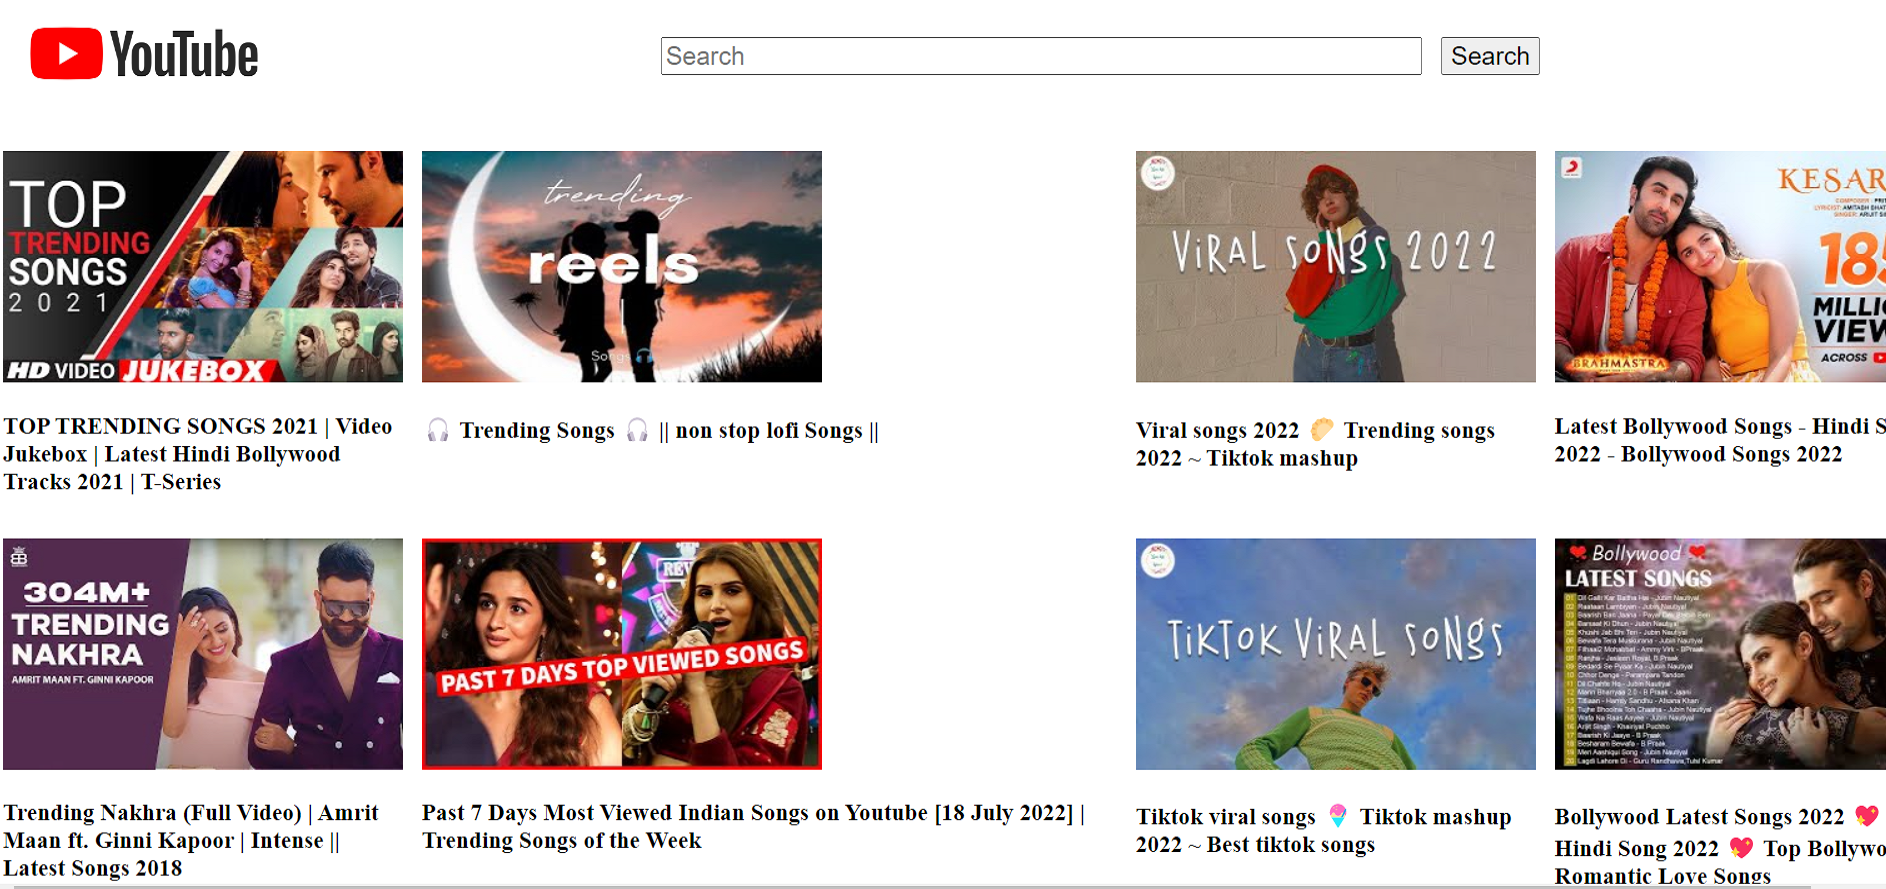 YouTube
Search
Search
TOP
TRENDING
SONGS
2021
HD VIDEO JUKEBOX
trending
reels
Songs
VIRAL SONGS 2022
KESAR
185
MILLI
VIEW
ACROSS
BRAHMASTRA
TOP TRENDING SONGS 2021 | Video
Jukebox | Latest Hindi Bollywood
Tracks 2021 | T-Series
🎧 Trending Songs 🎧 || non stop lofi Songs ||
Viral songs 2022 🥟 Trending songs
2022 ~ Tiktok mashup
Latest Bollywood Songs - Hindi S
2022 - Bollywood Songs 2022
304M+
TRENDING
NAKHRA
AMRIT MAAN FT. GINNI KAPOOR
PAST 7 DAYS TOP VIEWED SONGS
TIKTOK VIRAL SONGS
Bollywood
LATEST SONGS
Trending Nakhra (Full Video) | Amrit
Maan ft. Ginni Kapoor | Intense ||
Latest Songs 2018
Past 7 Days Most Viewed Indian Songs on Youtube [18 July 2022] |
Trending Songs of the Week
Tiktok viral songs 🍧 Tiktok mashup
2022 ~ Best tiktok songs
Bollywood Latest Songs 2022 💖
Hindi Song 2022 💖 Top Bollywo
Romantic Love Songs